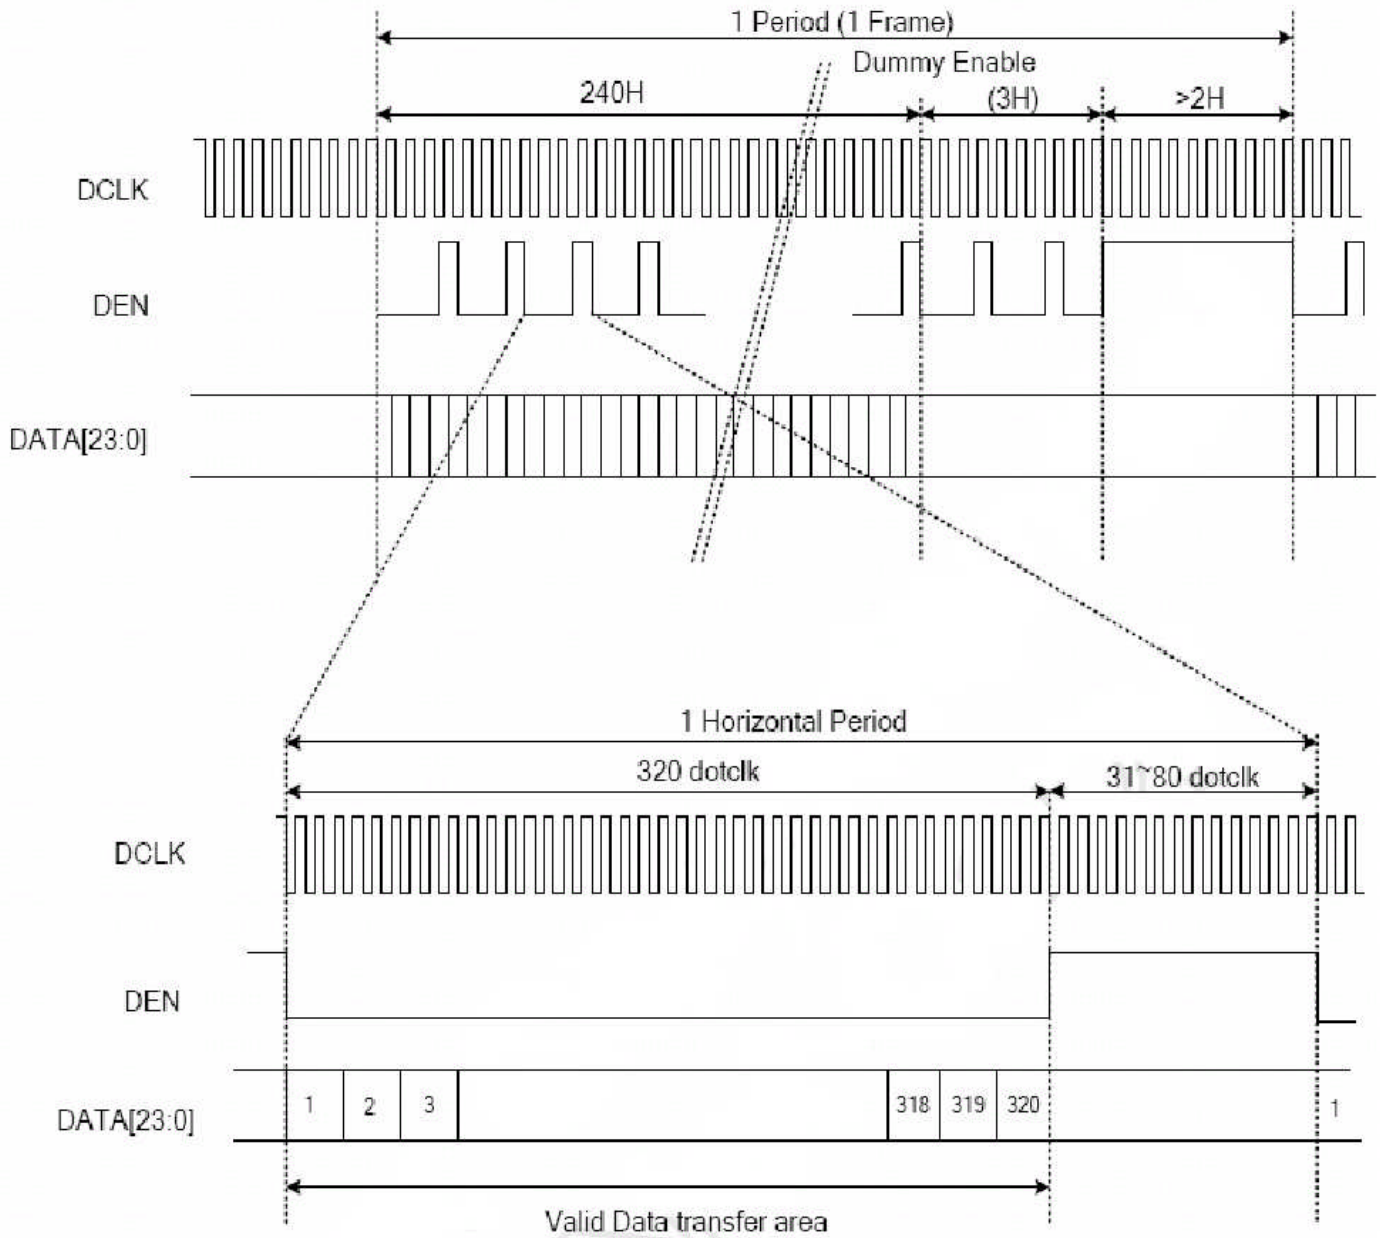 1 Period (1 Frame)
Dummy Enable
240H
(3H)
>2H
DCLK
DEN
DATA[23:0]
1 Horizontal Period
320 dotclk
31~80 dotclk
DCLK
DEN
1
2
3
318
319
320
1
DATA[23:0]
Valid Data transfer area